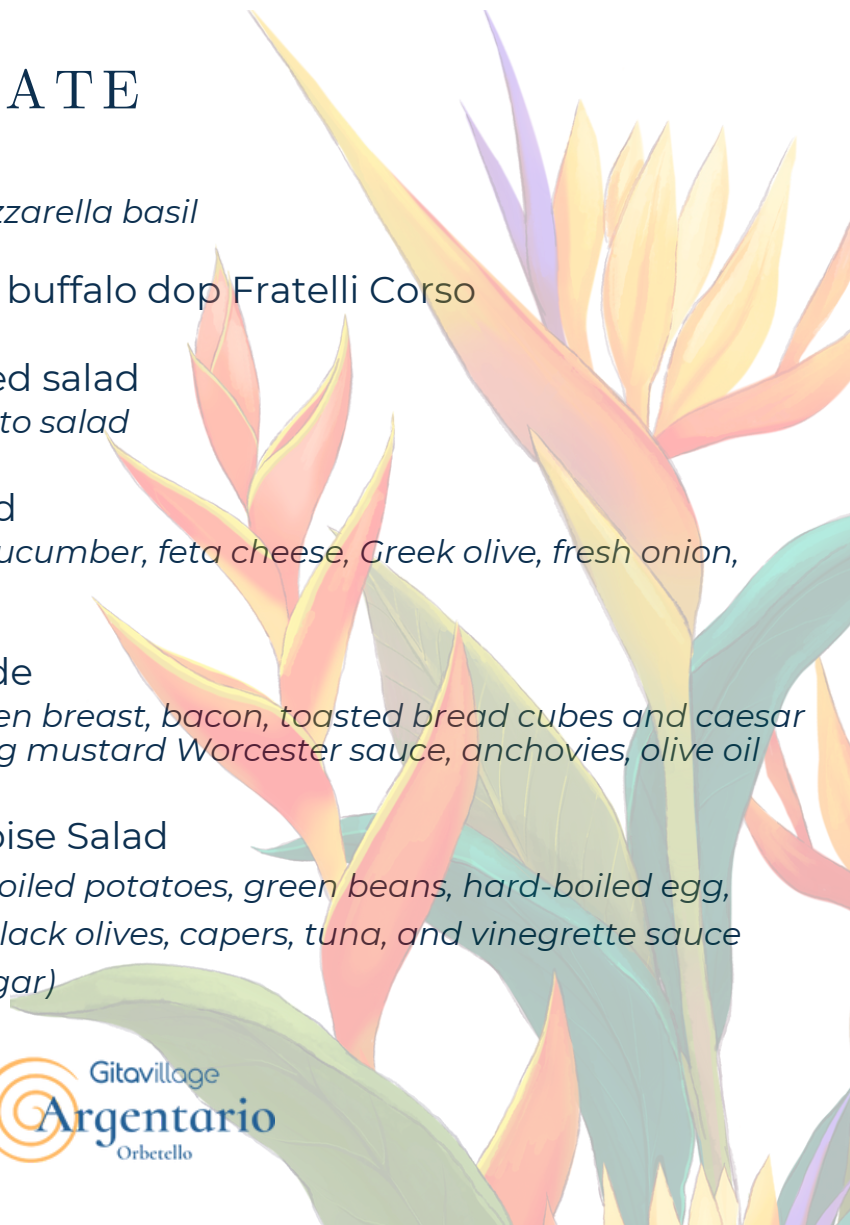 ATE
zzarella basil
buffalo dop Fratelli Corso
ed salad
to salad
d
ucumber, feta cheese, Greek olive, fresh onion,
de
en breast, bacon, toasted bread cubes and caesar
g mustard Worcester sauce, anchovies, olive oil
oise Salad
oiled potatoes, green beans, hard-boiled egg,
lack olives, capers, tuna, and vinegrette sauce
gar)
Gitavillage
Argentario
Orbetello